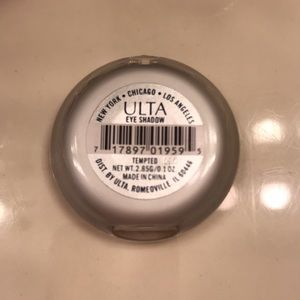 NEW YORK • CHICAGO • LOS ANGELES
ULTA
EYE SHADOW
7 17897 01959 5
TEMPTED
NET WT. 2.85G/0.1 OZ
MADE IN CHINA
DIST BY ULTA, ROMEOVILLE, IL 60446